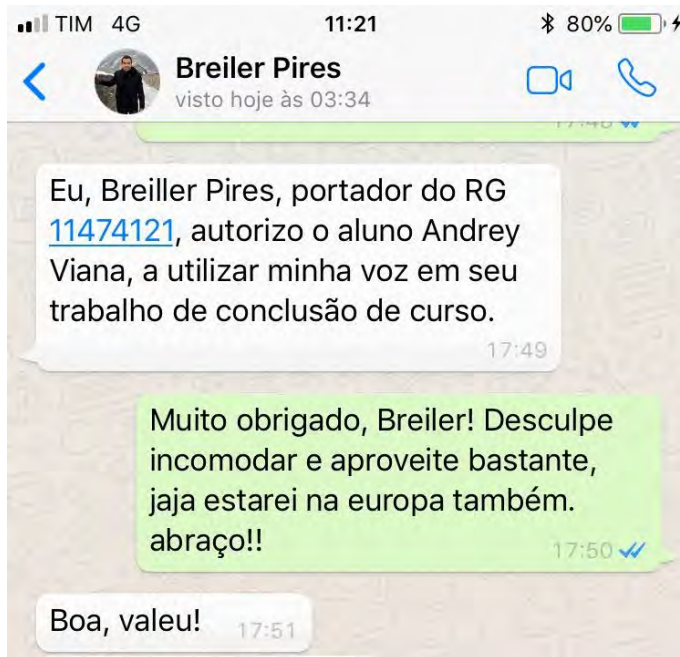 TIM 4G 11:21 80%
Breiler Pires
visto hoje às 03:34
17:48
Eu, Breiller Pires, portador do RG
11474121, autorizo o aluno Andrey
Viana, a utilizar minha voz em seu
trabalho de conclusão de curso.
17:49
Muito obrigado, Breiler! Desculpe
incomodar e aproveite bastante,
jaja estarei na europa também.
abraço!!
17:50
Boa, valeu! 17:51